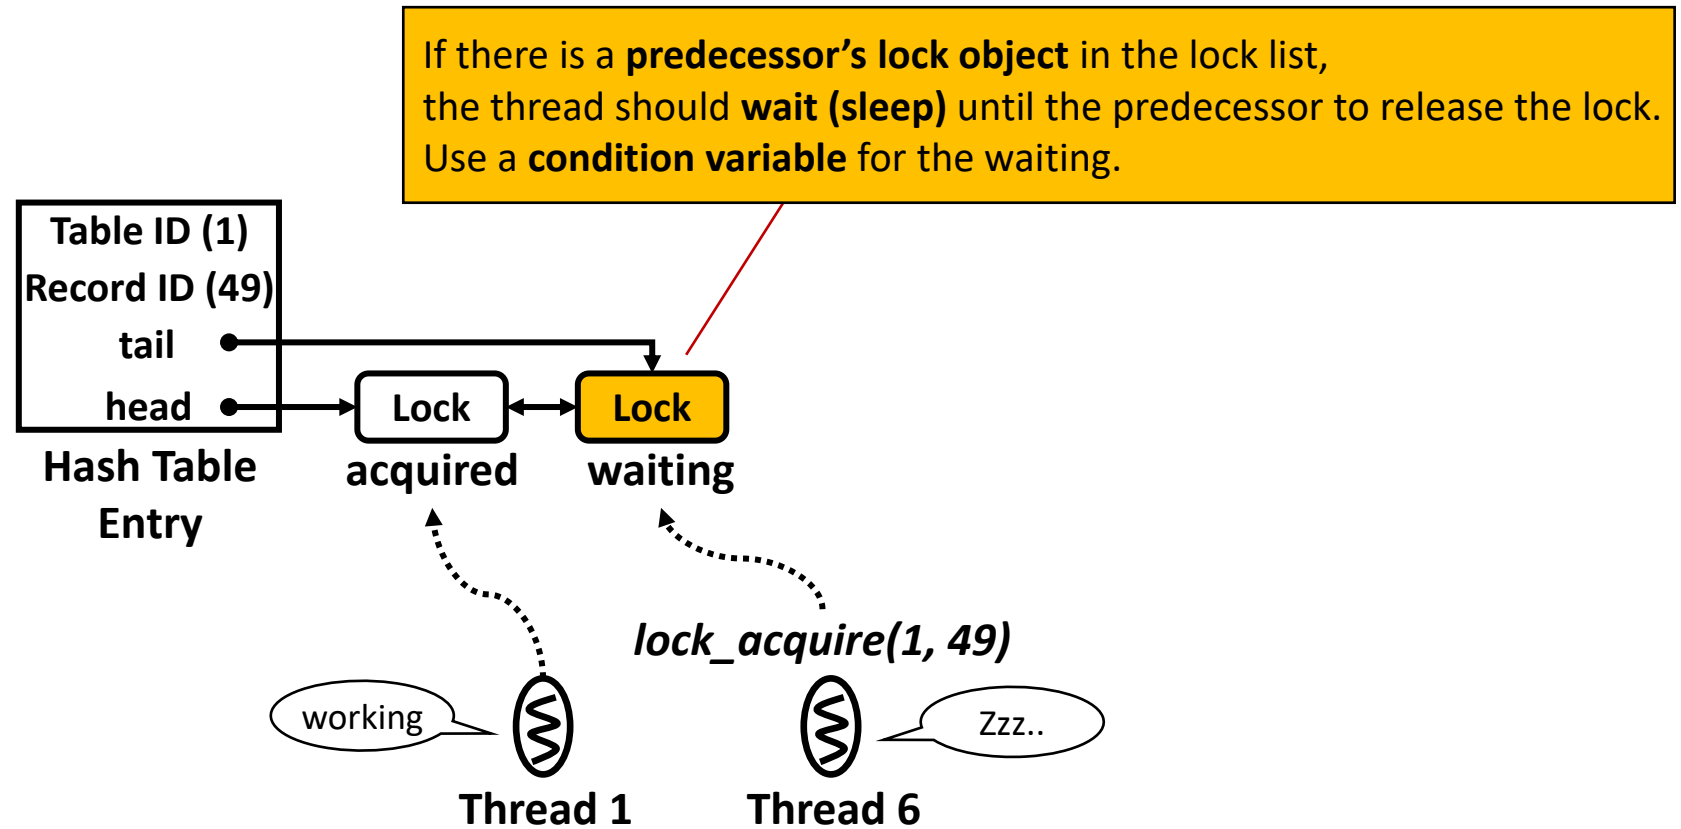 If there is a predecessor's lock object in the lock list,
the thread should wait (sleep) until the predecessor to release the lock.
Use a condition variable for the waiting.
Table ID (1)
Record ID (49)
tail
head
Hash Table
Entry
Lock
acquired
Lock
waiting
lock_acquire(1, 49)
working
Zzz..
Thread 1
Thread 6